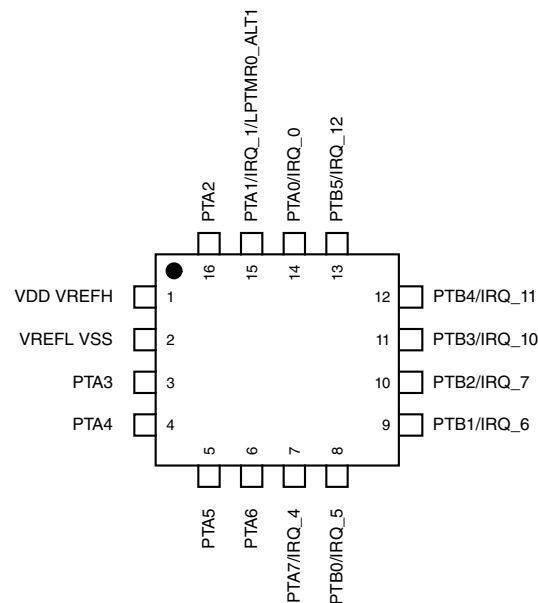 PTA2
PTA1/IRQ_1/LPTMR0_ALT1
PTA0/IRQ_0
PTB5/IRQ_12
16
15
14
13
VDD VREFH
1
12
PTB4/IRQ_11
VREFL VSS
2
11
PTB3/IRQ_10
PTA3
3
10
PTB2/IRQ_7
PTA4
4
9
PTB1/IRQ_6
5
6
7
8
PTA5
PTA6
PTA7/IRQ_4
PTB0/IRQ_5